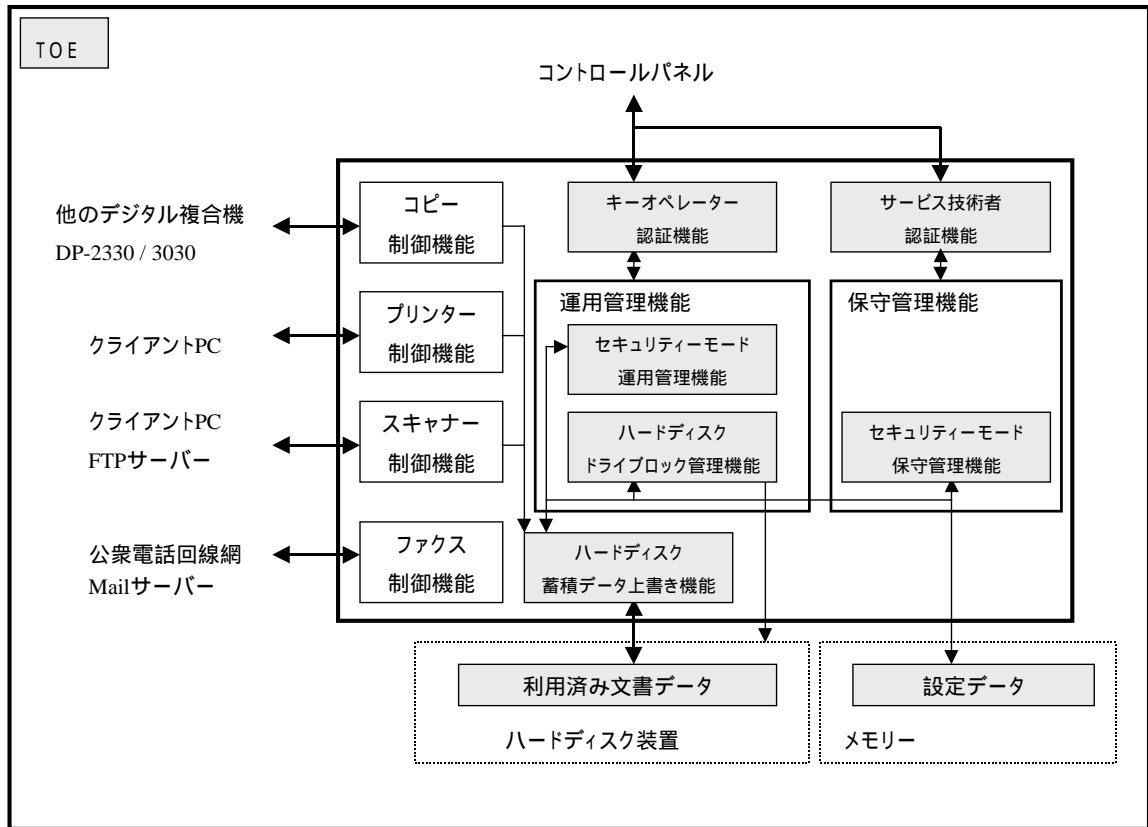 TOE
コントロールパネル
他のデジタル複合機
DP-2330 / 3030
コピー
制御機能
キーオペレーター
認証機能
サービス技術者
認証機能
クライアントPC
プリンター
制御機能
運用管理機能
保守管理機能
セキュリティーモード
運用管理機能
クライアントPC
FTPサーバー
スキャナー
制御機能
ハードディスク
ドライブロック管理機能
セキュリティーモード
保守管理機能
公衆電話回線網
Mailサーバー
ファクス
制御機能
ハードディスク
蓄積データ上書き機能
利用済み文書データ
ハードディスク装置
設定データ
メモリー